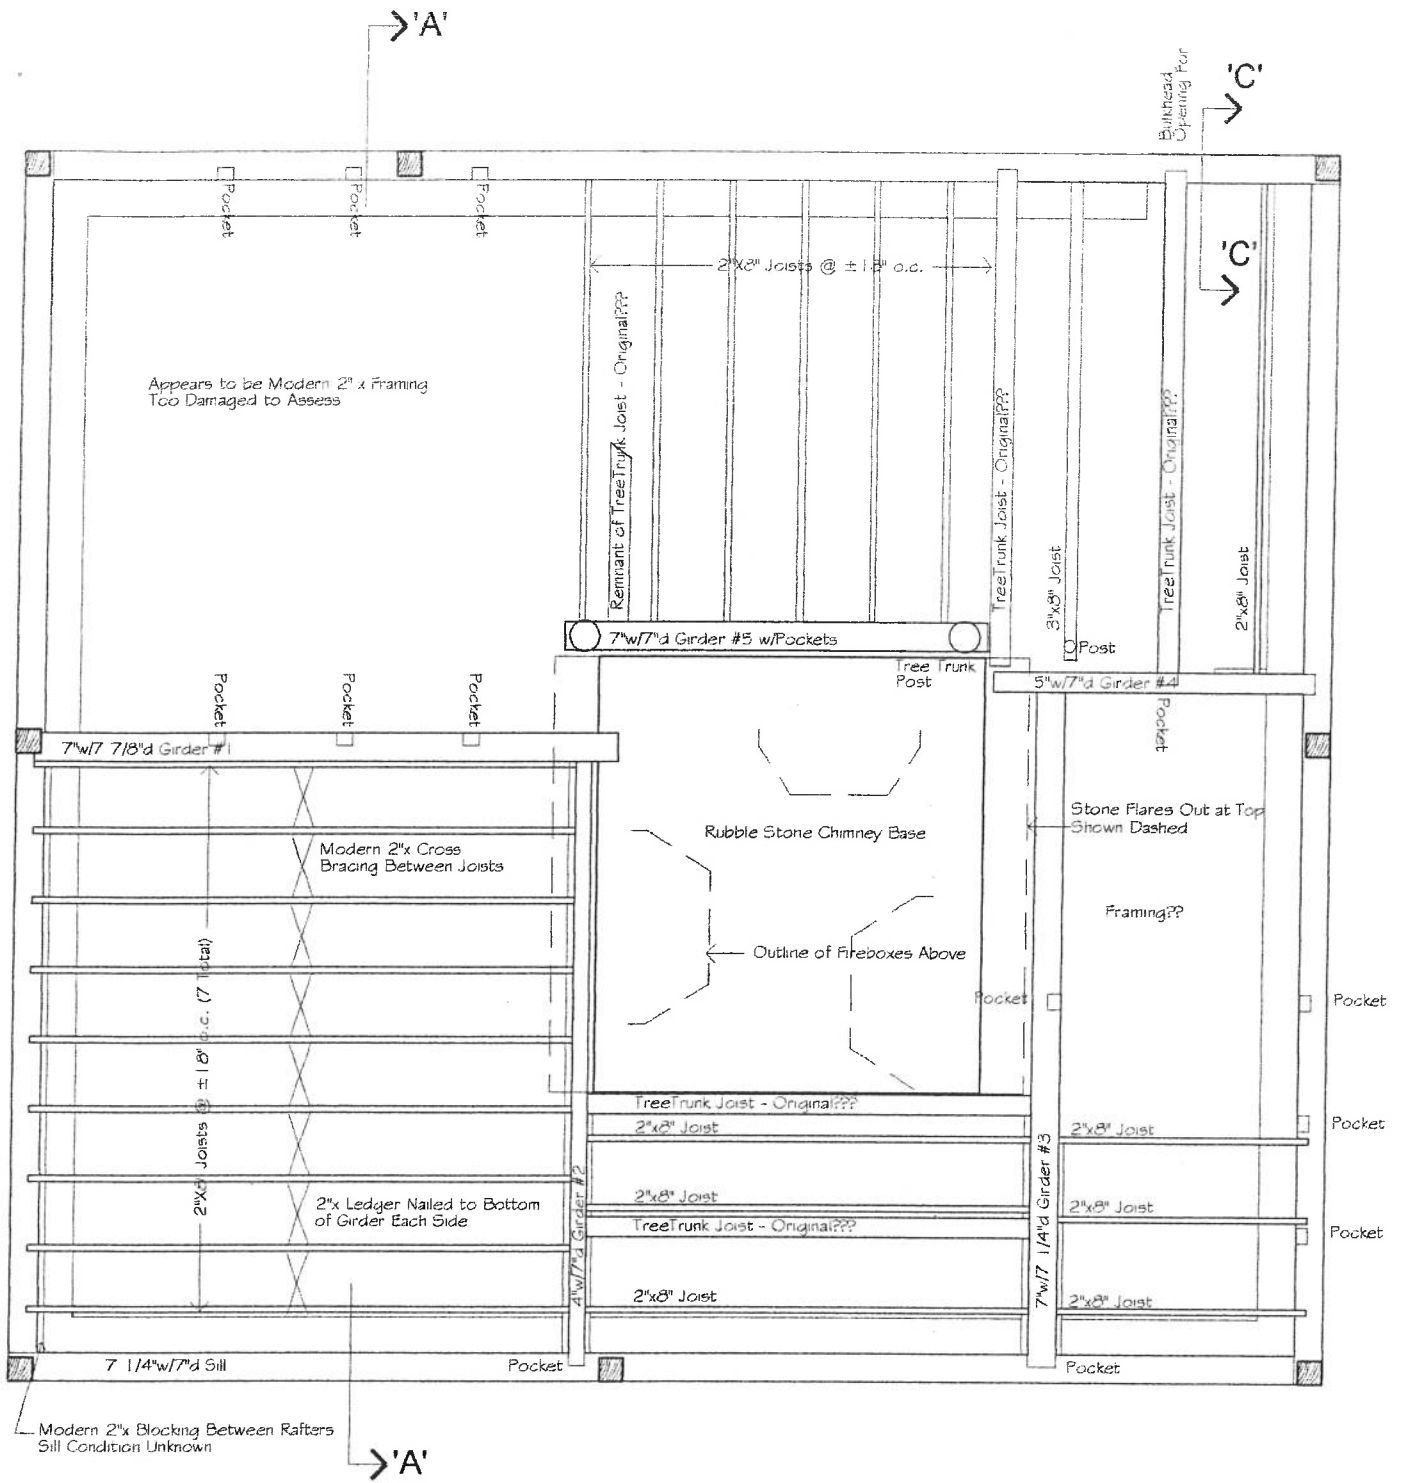 'A'
Bulkhead
Opening For
'C'
Pocket
Pocket
Pocket
'C'
2"x8" Joists @ ±18" o.c.
Remnant of TreeTrunk Joist - Original???
TreeTrunk Joist - Original???
TreeTrunk Joist - Original???
Appears to be Modern 2" x Framing
Too Damaged to Assess
3"x8" Joist
2"x8" Joist
7"w/7"d Girder #5 w/Pockets
Post
Tree Trunk
Post
5"w/7"d Girder #4
Pocket
Pocket
Pocket
Pocket
7"w/7 7/8"d Girder #1
Stone Flares Out at Top
Shown Dashed
Rubble Stone Chimney Base
Modern 2"x Cross
Bracing Between Joists
Framing??
2"X8" Joists @ ±18" o.c. (7 Total)
Outline of Fireboxes Above
Pocket
Pocket
TreeTrunk Joist - Original???
2"x8" Joist
2"x8" Joist
Pocket
2"x Ledger Nailed to Bottom
of Girder Each Side
4"w/7"d Girder #2
2"x8" Joist
TreeTrunk Joist - Original???
7"w/7 1/4"d Girder #3
2"x8" Joist
Pocket
2"x8" Joist
2"x8" Joist
7 1/4"w/7"d Sill
Pocket
Pocket
Modern 2"x Blocking Between Rafters
Sill Condition Unknown
'A'